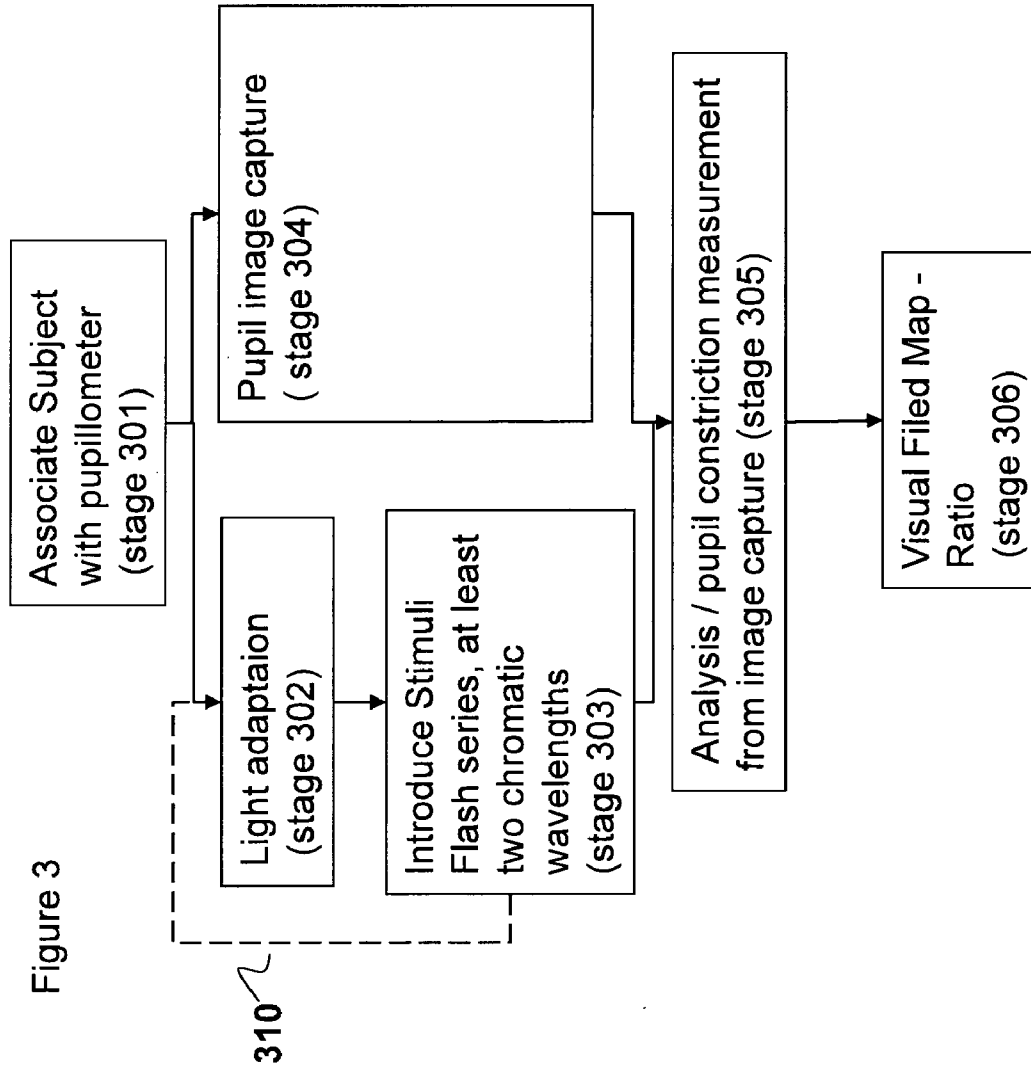 Figure 3
Associate Subject
with pupillometer
(stage 301)
310
Light adaptaion
(stage 302)
Pupil image capture
( stage 304)
Introduce Stimuli
Flash series, at least
two chromatic
wavelengths
(stage 303)
Analysis / pupil constriction measurement
from image capture (stage 305)
Visual Filed Map -
Ratio
(stage 306)